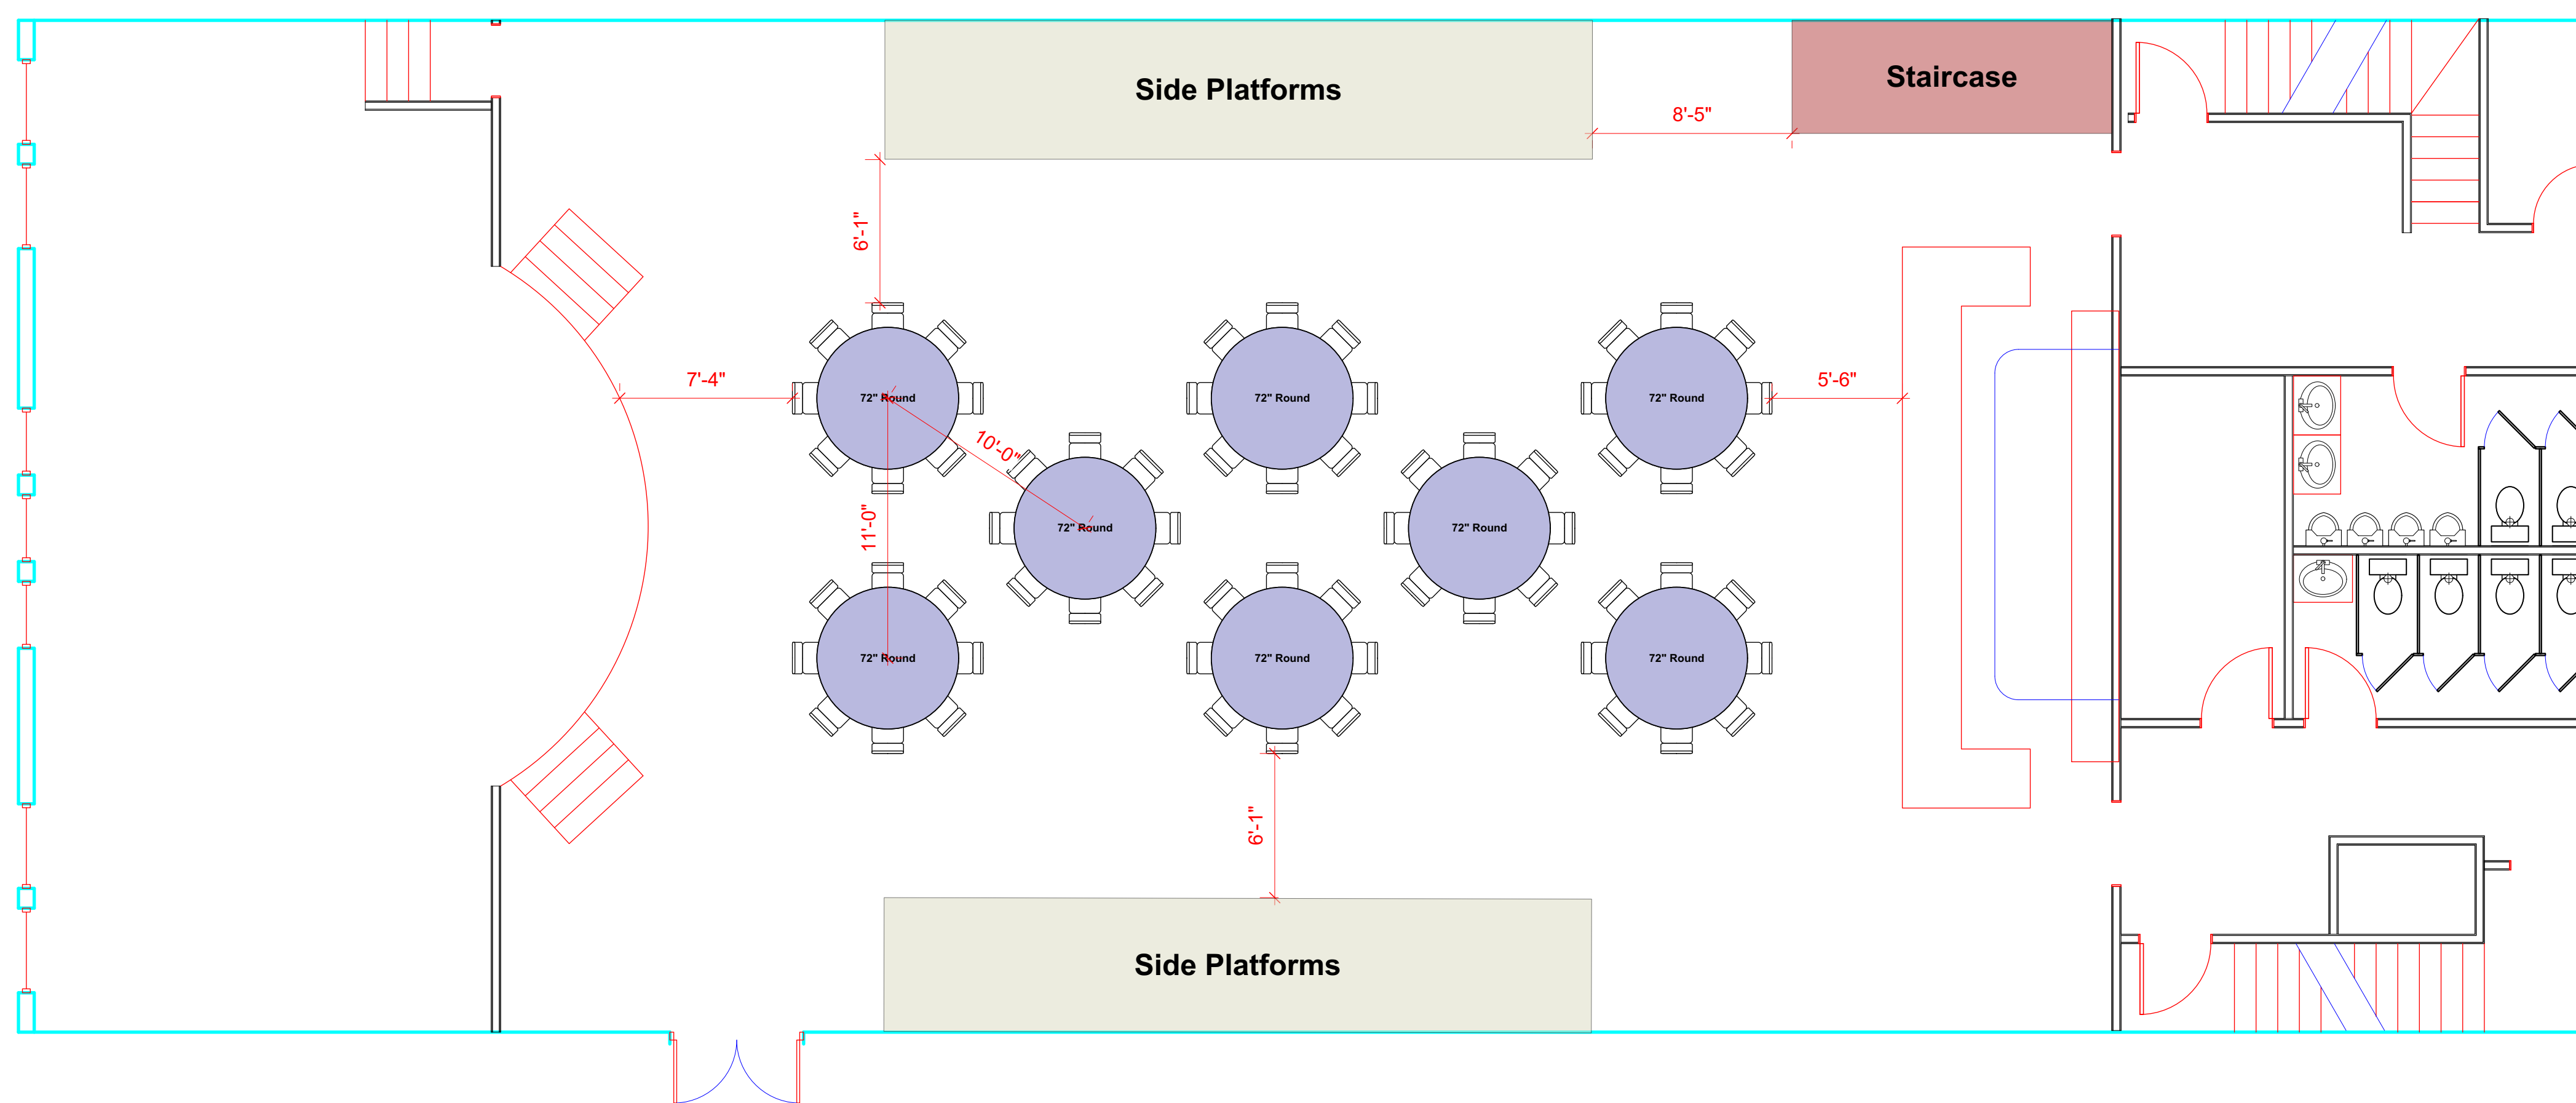 Side Platforms
Staircase
8'-5"
6'-1"
7'-4"
5'-6"
72" Round
72" Round
72" Round
10'-0"
11'-0"
72" Round
72" Round
72" Round
72" Round
72" Round
6'-1"
Side Platforms